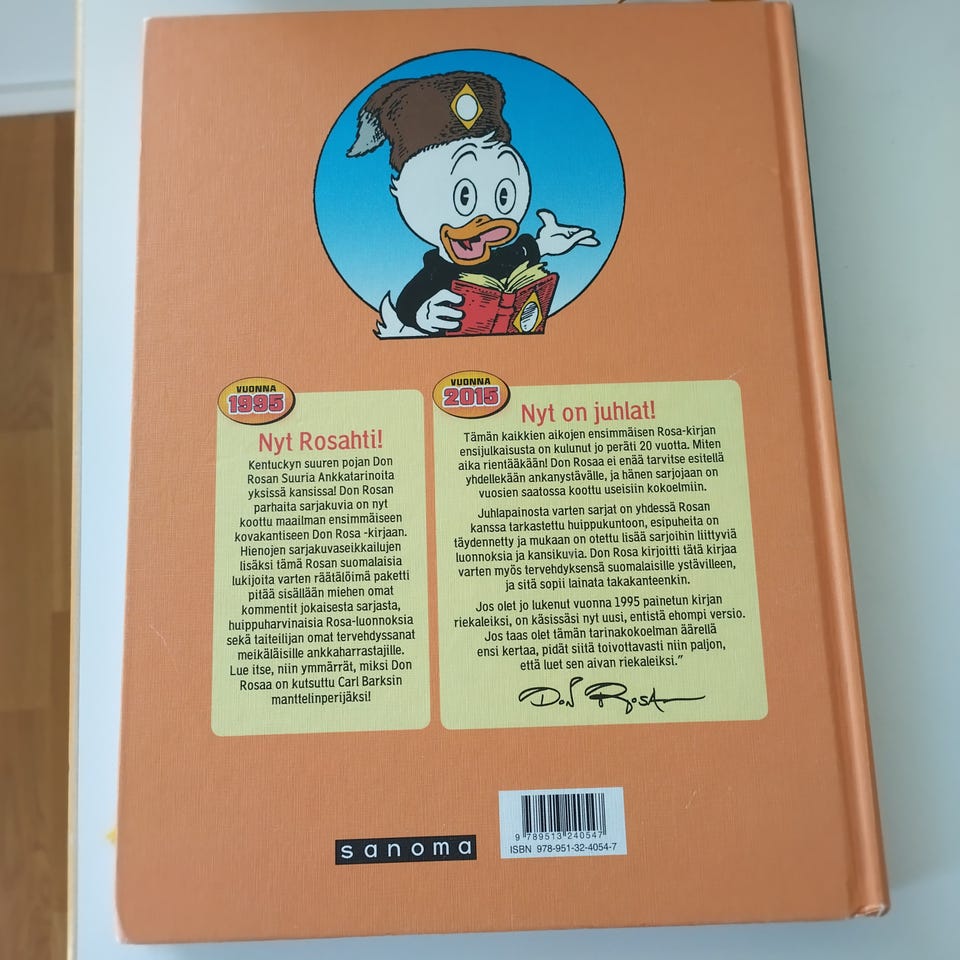 VUONNA
1995
Nyt Rosahti!
Kentuckyn suuren pojan Don
Rosan Suuria Ankkatarinoita
yksissä kansissa! Don Rosan
parhaita sarjakuvia on nyt
koottu maailman ensimmäiseen
kovakantiseen Don Rosa -kirjaan.
Hienojen sarjakuvaseikkailujen
lisäksi tämä Rosan suomalaisia
lukijoita varten räätälöimä paketti
pitää sisällään miehen omat
kommentit jokaisesta sarjasta,
huippuharvinaisia Rosa-luonnoksia
sekä taiteilijan omat tervehdyssanat
meikäläisille ankkaharrastajille.
Lue itse, niin ymmärrät, miksi Don
Rosaa on kutsuttu Carl Barksin
manttelinperijäksi!
VUONNA
2015
Nyt on juhlat!
Tämän kaikkien aikojen ensimmäisen Rosa-kirjan
ensijulkaisusta on kulunut jo peräti 20 vuotta. Miten
aika rientääkään! Don Rosaa ei enää tarvitse esitellä
yhdellekään ankanystävälle, ja hänen sarjojaan on
vuosien saatossa koottu useisiin kokoelmiin.
Juhlapainosta varten sarjat on yhdessä Rosan
kanssa tarkastettu huippukuntoon, esipuheita on
täydennetty ja mukaan on otettu lisää sarjoihin liittyviä
luonnoksia ja kansikuvia. Don Rosa kirjoitti tätä kirjaa
varten myös tervehdyksensä suomalaisille ystävilleen,
ja sitä sopii lainata takakanteenkin.
Jos olet jo lukenut vuonna 1995 painetun kirjan
riekaleiksi, on käsissäsi nyt uusi, entistä ehompi versio.
Jos taas olet tämän tarinakokoelman äärellä
ensi kertaa, pidät siitä toivottavasti niin paljon,
että luet sen aivan riekaleiksi.”
Don Rosa
sanoma
9 789513 240547
ISBN 978-951-32-4054-7